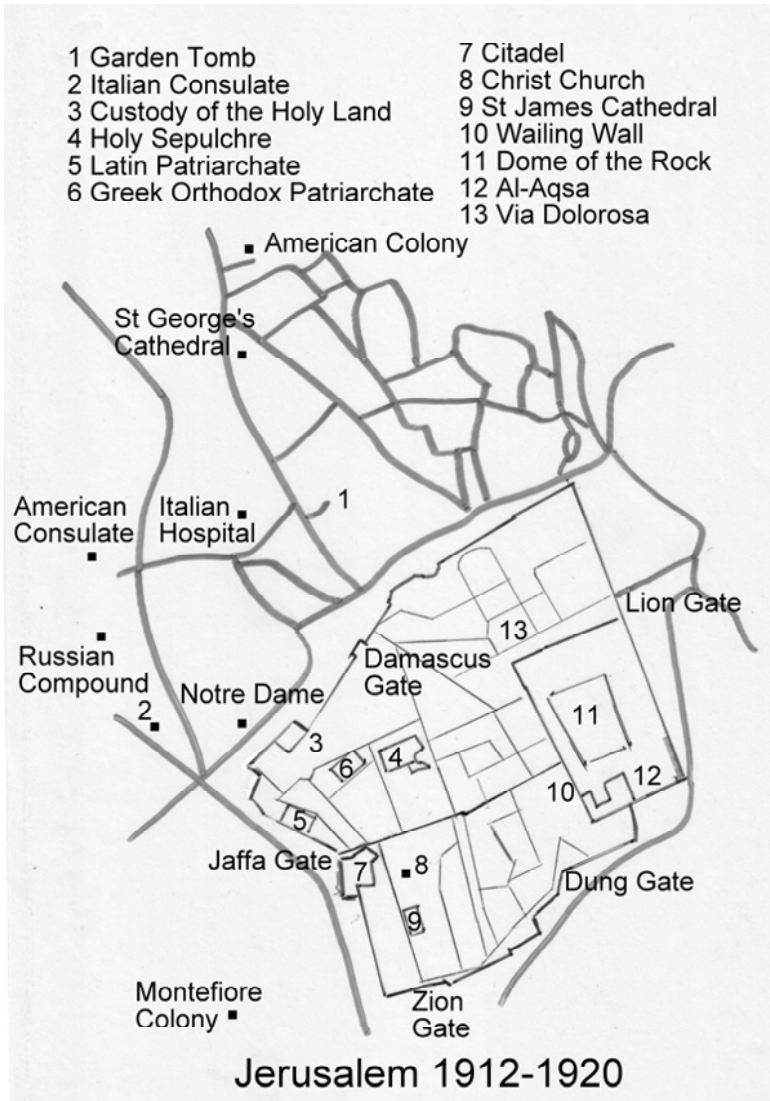 1 Garden Tomb
2 Italian Consulate
3 Custody of the Holy Land
4 Holy Sepulchre
5 Latin Patriarchate
6 Greek Orthodox Patriarchate
7 Citadel
8 Christ Church
9 St James Cathedral
10 Wailing Wall
11 Dome of the Rock
12 Al-Aqsa
13 Via Dolorosa
American Colony
St George's
Cathedral
American
Consulate
Italian
Hospital
1
Lion Gate
13
Russian
Compound
Damascus
Gate
Notre Dame
2
3
11
4
6
12
10
5
Jaffa Gate
7
8
Dung Gate
9
Montefiore
Colony
Zion
Gate
Jerusalem 1912-1920